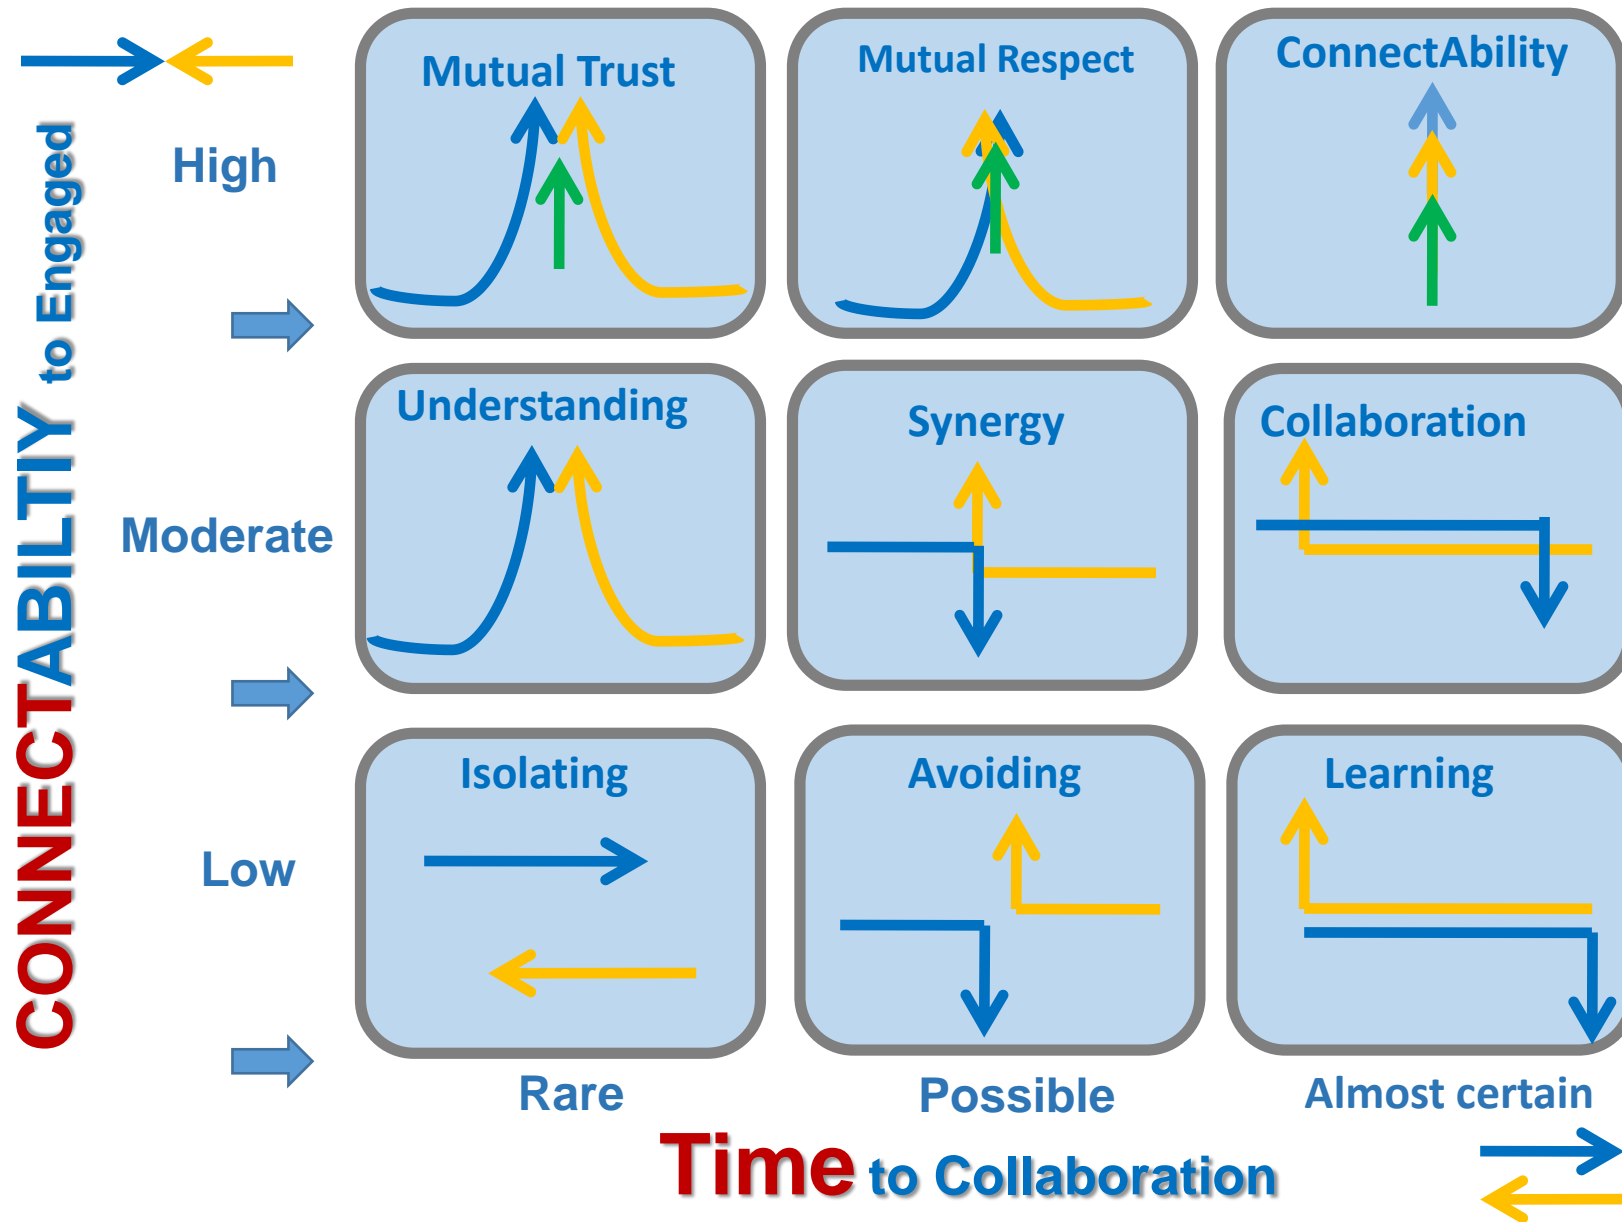 CONNECTABILTIY to Engaged
High
Mutual Trust
Mutual Respect
ConnectAbility
Moderate
Understanding
Synergy
Collaboration
Low
Isolating
Avoiding
Learning
Rare
Possible
Almost certain
Time to Collaboration